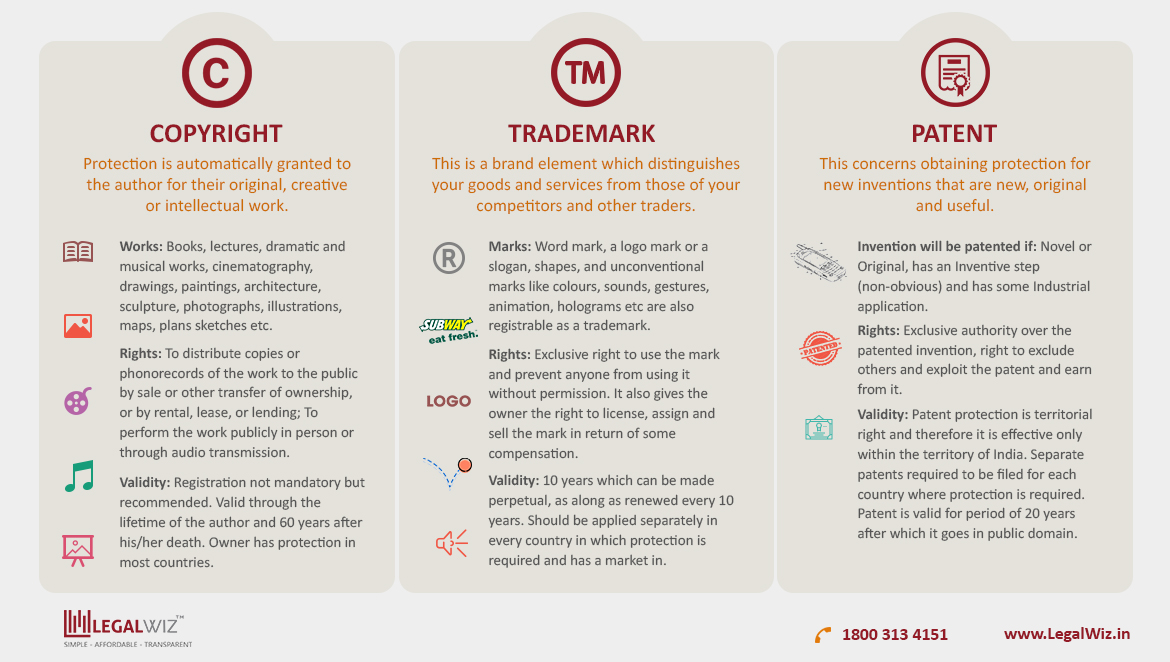 C
COPYRIGHT
Protection is automatically granted to
the author for their original, creative
or intellectual work.
Works: Books, lectures, dramatic and
musical works, cinematography,
drawings, paintings, architecture,
sculpture, photographs, illustrations,
maps, plans sketches etc.
Rights: To distribute copies or
phonorecords of the work to the public
by sale or other transfer of ownership,
or by rental, lease, or lending; To
perform the work publicly in person or
through audio transmission.
Validity: Registration not mandatory but
recommended. Valid through the
lifetime of the author and 60 years after
his/her death. Owner has protection in
most countries.
TM
TRADEMARK
This is a brand element which distinguishes
your goods and services from those of your
competitors and other traders.
®
Marks: Word mark, a logo mark or a
slogan, shapes, and unconventional
marks like colours, sounds, gestures,
animation, holograms etc are also
registrable as a trademark.
SUBWAY
eat fresh.
Rights: Exclusive right to use the mark
and prevent anyone from using it
without permission. It also gives the
owner the right to license, assign and
sell the mark in return of some
compensation.
LOGO
Validity: 10 years which can be made
perpetual, as along as renewed every 10
years. Should be applied separately in
every country in which protection is
required and has a market in.
PATENT
This concerns obtaining protection for
new inventions that are new, original
and useful.
Invention will be patented if: Novel or
Original, has an Inventive step
(non-obvious) and has some Industrial
application.
PATENTED
Rights: Exclusive authority over the
patented invention, right to exclude
others and exploit the patent and earn
from it.
Validity: Patent protection is territorial
right and therefore it is effective only
within the territory of India. Separate
patents required to be filed for each
country where protection is required.
Patent is valid for period of 20 years
after which it goes in public domain.
LEGALWIZ™
SIMPLE - AFFORDABLE - TRANSPARENT
1800 313 4151
www.LegalWiz.in